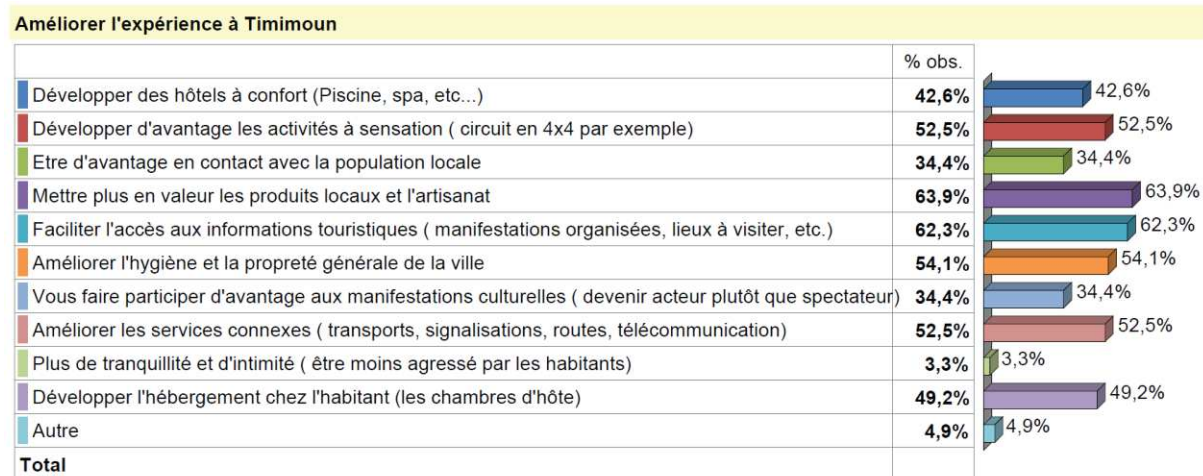 Améliorer l'expérience à Timimoun
% obs.
Développer des hôtels à confort (Piscine, spa, etc...) 42,6% 42,6%
Développer d'avantage les activités à sensation ( circuit en 4x4 par exemple) 52,5% 52,5%
Etre d'avantage en contact avec la population locale 34,4% 34,4%
Mettre plus en valeur les produits locaux et l'artisanat 63,9% 63,9%
Faciliter l'accès aux informations touristiques ( manifestations organisées, lieux à visiter, etc.) 62,3% 62,3%
Améliorer l'hygiène et la propreté générale de la ville 54,1% 54,1%
Vous faire participer d'avantage aux manifestations culturelles ( devenir acteur plutôt que spectateur) 34,4% 34,4%
Améliorer les services connexes ( transports, signalisations, routes, télécommunication) 52,5% 52,5%
Plus de tranquillité et d'intimité ( être moins agressé par les habitants) 3,3% 3,3%
Développer l'hébergement chez l'habitant (les chambres d'hôte) 49,2% 49,2%
Autre 4,9% 4,9%
Total